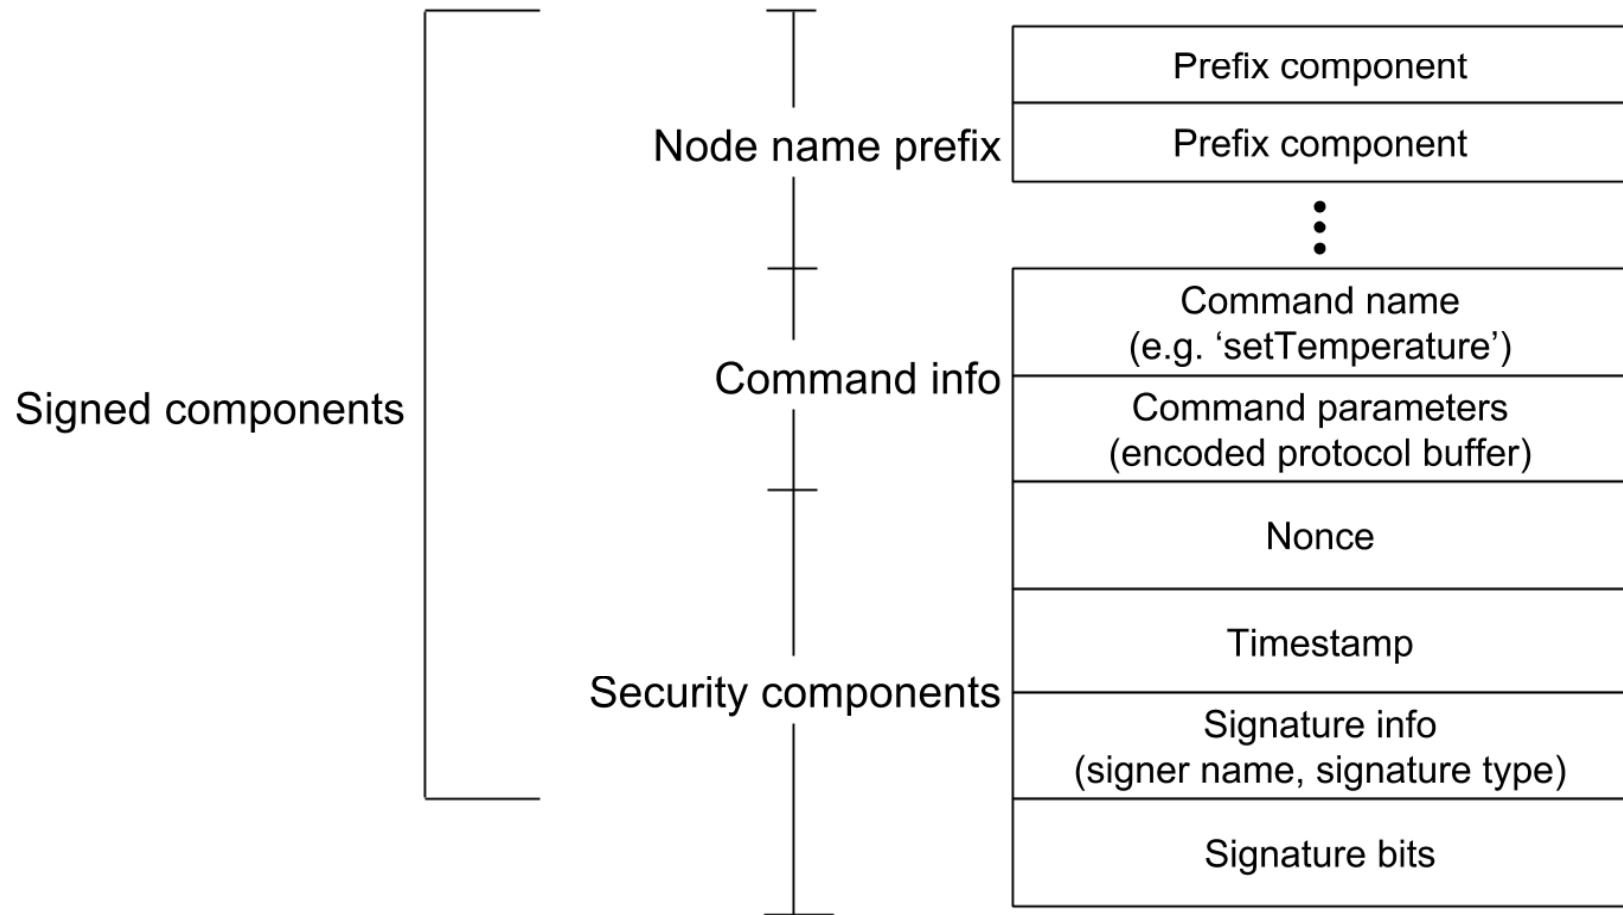 Prefix component
Prefix component
Node name prefix
Command name
(e.g. ‘setTemperature’)
Command info
Command parameters
(encoded protocol buffer)
Signed components
Nonce
Timestamp
Security components
Signature info
(signer name, signature type)
Signature bits